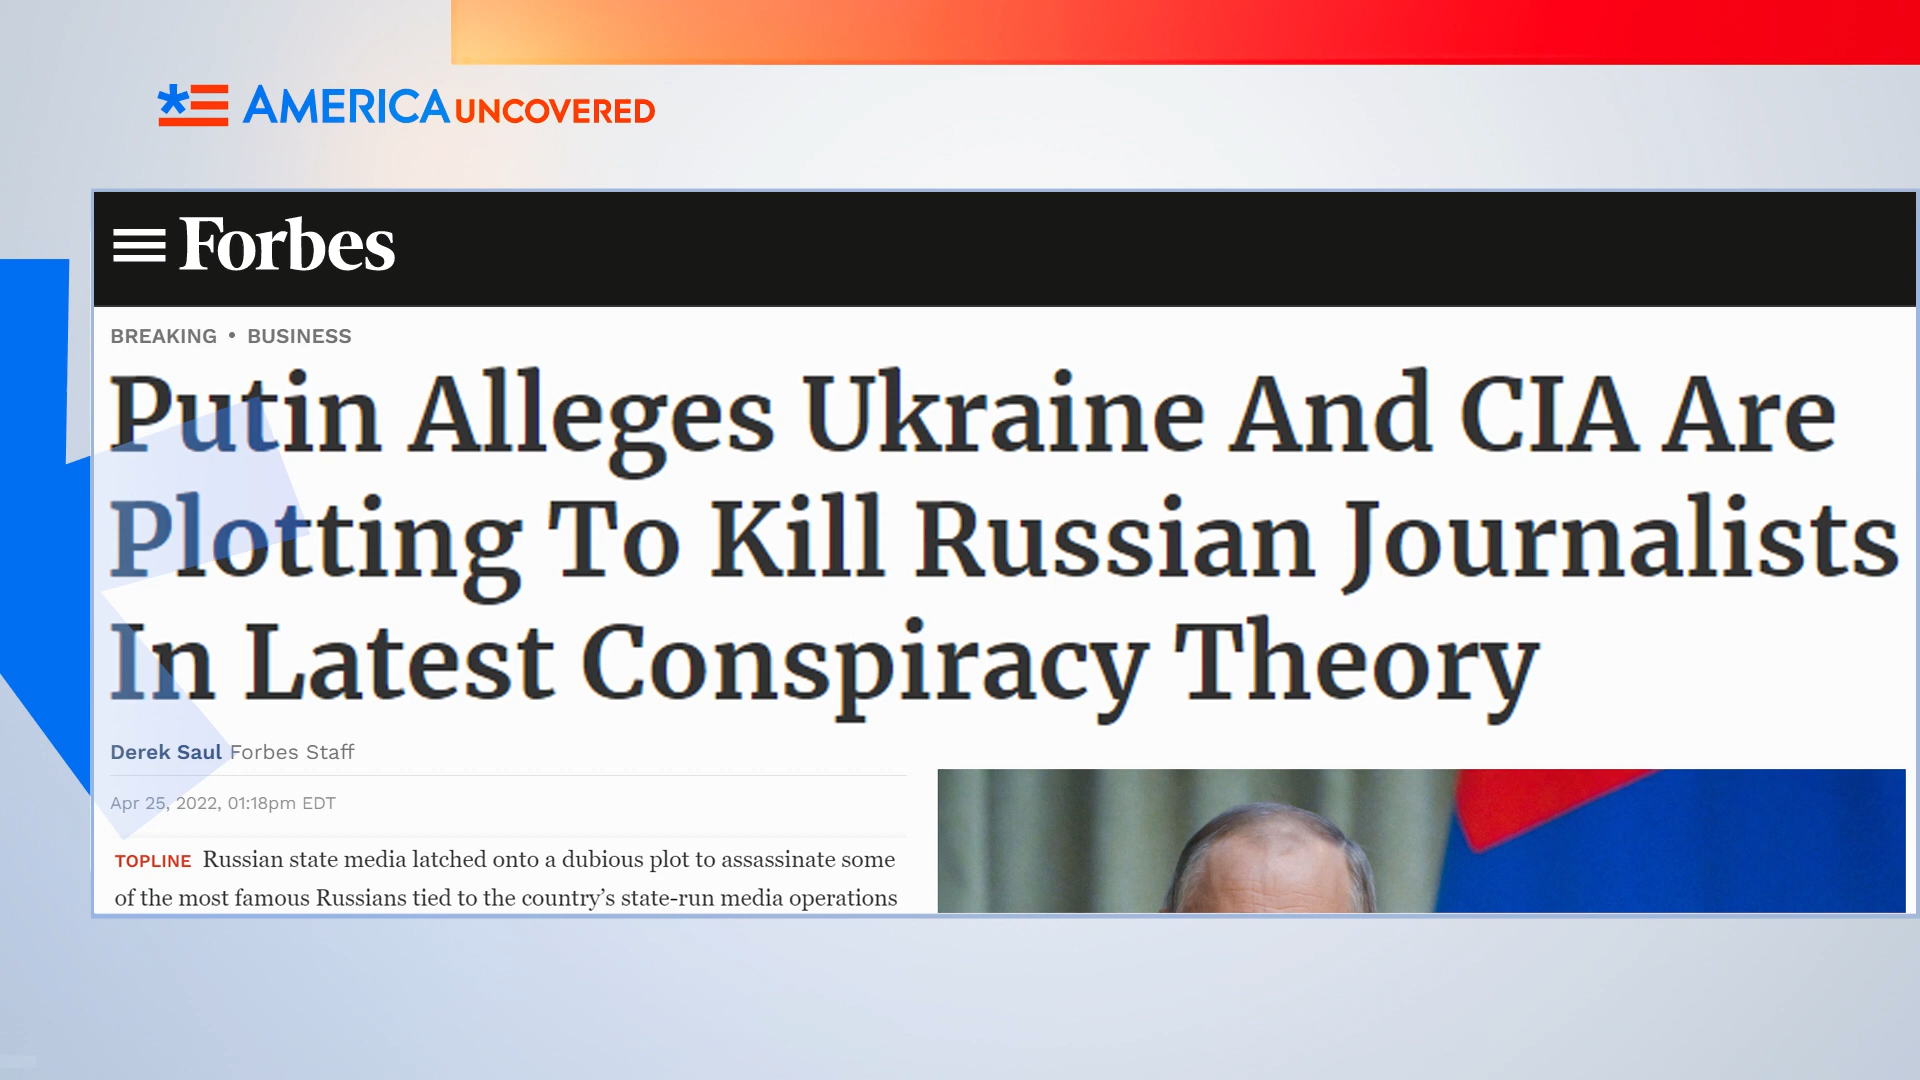 AMERICA UNCOVERED
Forbes
BREAKING • BUSINESS
Putin Alleges Ukraine And CIA Are
Plotting To Kill Russian Journalists
In Latest Conspiracy Theory
Derek Saul Forbes Staff
Apr 25, 2022, 01:18pm EDT
TOPLINE Russian state media latched onto a dubious plot to assassinate some
of the most famous Russians tied to the country’s state-run media operations